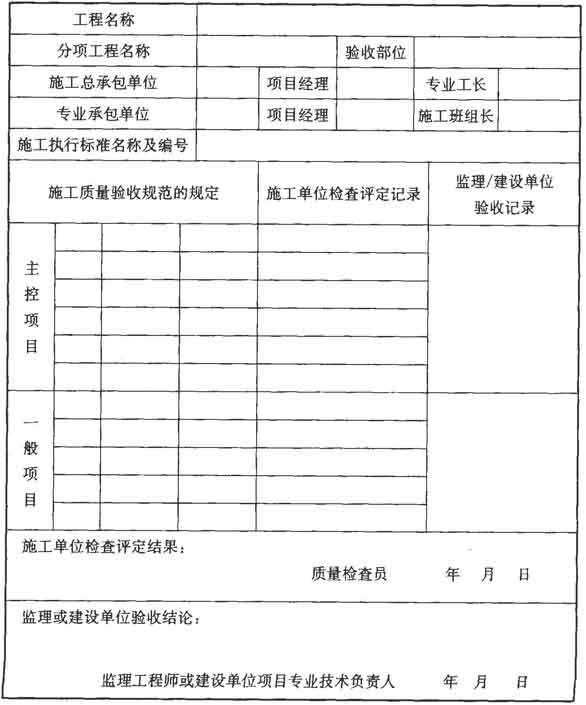 工程名称
分项工程名称 验收部位
施工总承包单位 项目经理 专业工长
专业承包单位 项目经理 施工班组长
施工执行标准名称及编号
施工质量验收规范的规定 施工单位检查评定记录 监理/建设单位
验收记录
主
控
项
目
一
般
项
目
施工单位检查评定结果：
质量检查员 年 月 日
监理或建设单位验收结论：
监理工程师或建设单位项目专业技术负责人 年 月 日